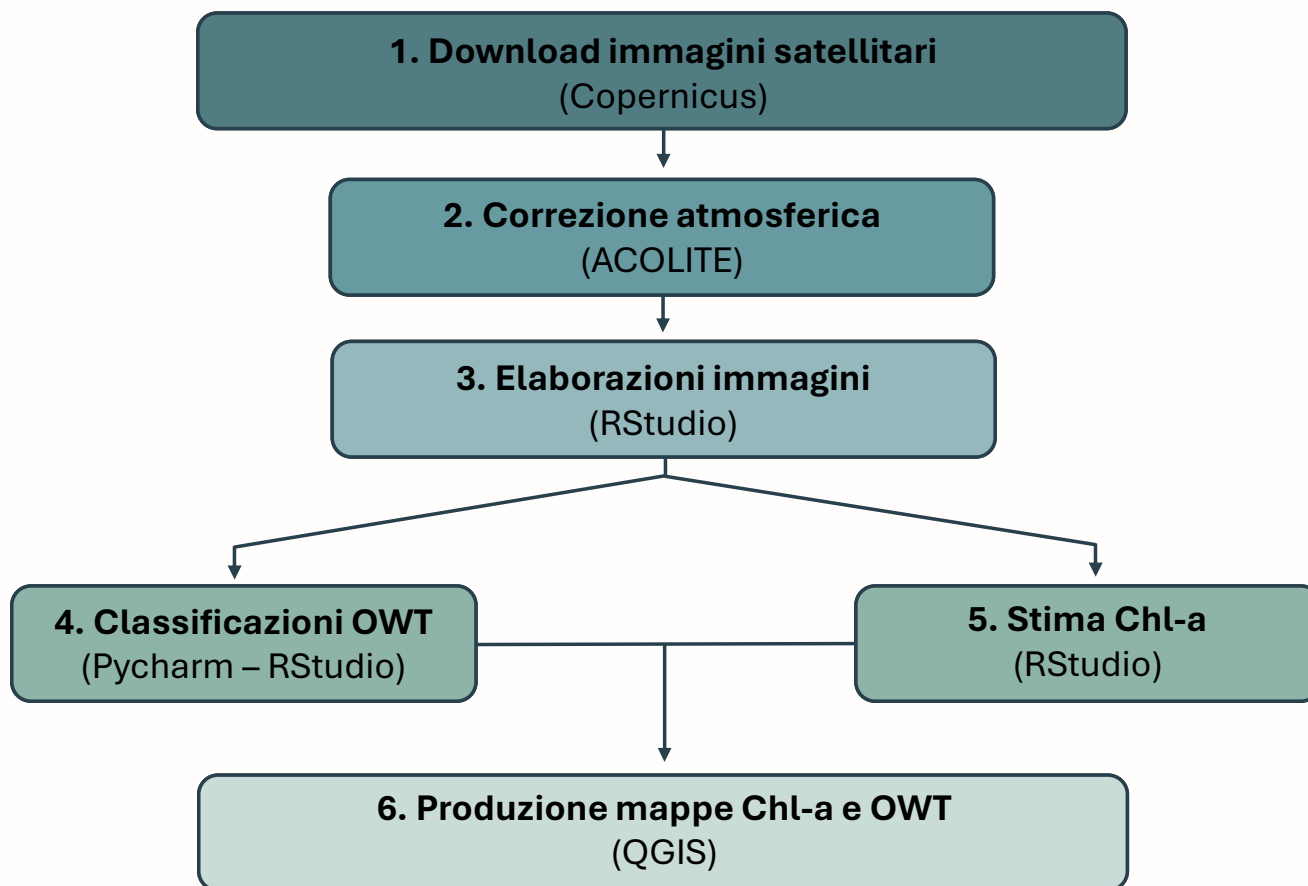 1. Download immagini satellitari
(Copernicus)
2. Correzione atmosferica
(ACOLITE)
3. Elaborazioni immagini
(RStudio)
4. Classificazioni OWT
(Pycharm – RStudio)
5. Stima Chl-a
(RStudio)
6. Produzione mappe Chl-a e OWT
(QGIS)